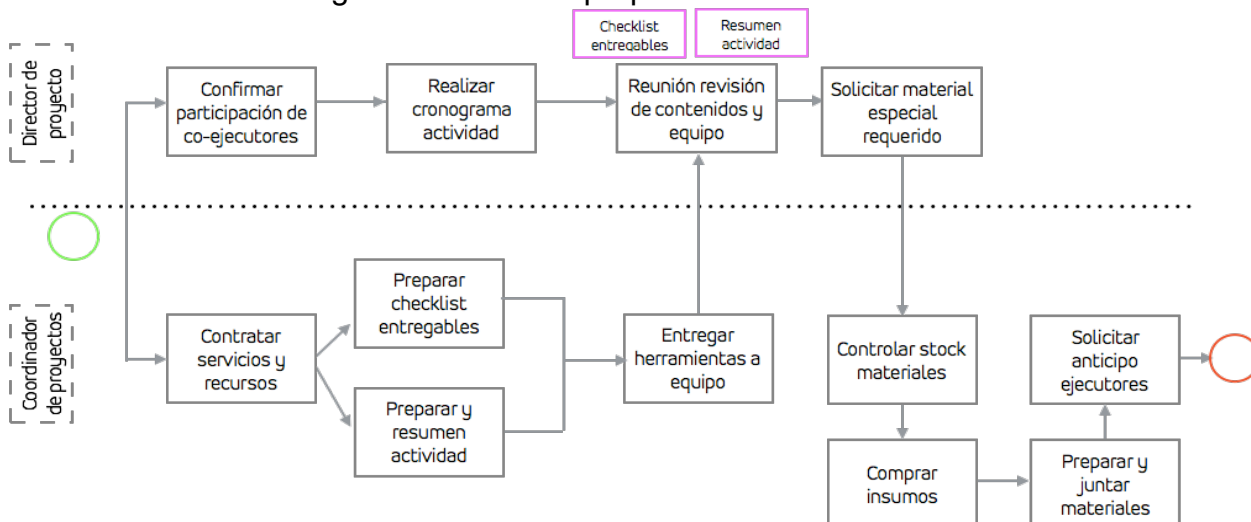 Checklist
entregables
Resumen
actividad
Director de
proyecto
Confirmar
participación de
co-ejecutores
Realizar
cronograma
actividad
Reunión revisión
de contenidos y
equipo
Solicitar material
especial
requerido
Coordinador
de proyectos
Contratar
servicios y
recursos
Preparar
checklist
entregables
Preparar y
resumen
actividad
Entregar
herramientas a
equipo
Controlar stock
materiales
Solicitar
anticipo
ejecutores
Comprar
insumos
Preparar y
juntar
materiales